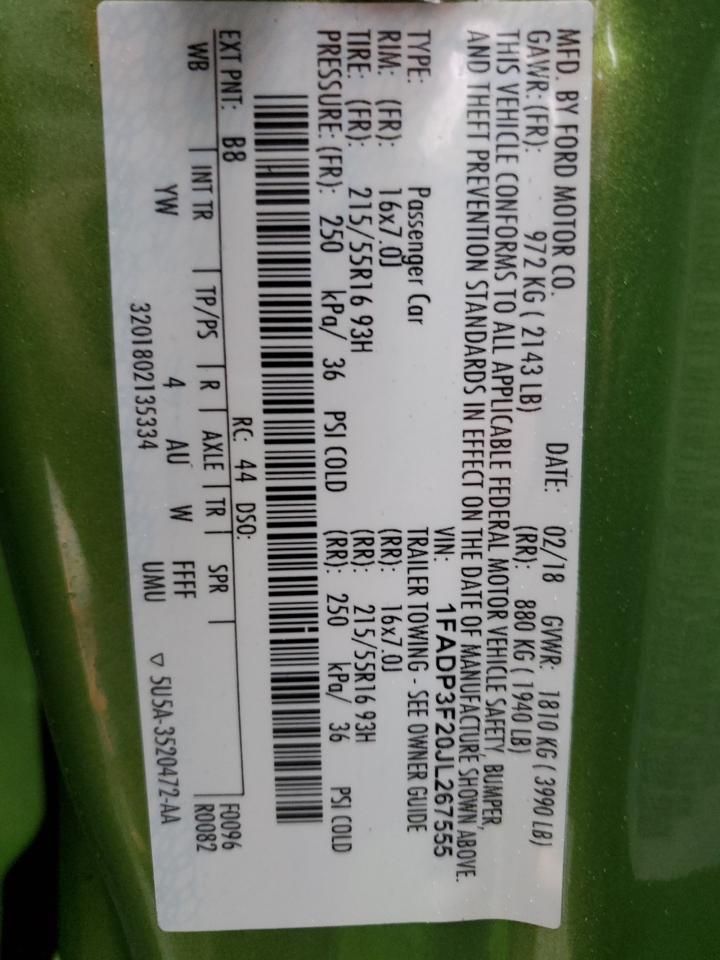 MFD. BY FORD MOTOR CO.
DATE: 02/18 GVWR: 1810 KG ( 3990 LB)
GAWR: (FR): 972 KG ( 2143 LB) (RR): 880 KG ( 1940 LB)
THIS VEHICLE CONFORMS TO ALL APPLICABLE FEDERAL MOTOR VEHICLE SAFETY, BUMPER,
AND THEFT PREVENTION STANDARDS IN EFFECT ON THE DATE OF MANUFACTURE SHOWN ABOVE.
VIN: 1FADP3F20JL267555
TYPE: Passenger Car TRAILER TOWING - SEE OWNER GUIDE
RIM: (FR): 16x7.0J (RR): 16x7.0J
TIRE: (FR): 215/55R16 93H (RR): 215/55R16 93H
PRESSURE: (FR): 250 kPa/ 36 PSI COLD (RR): 250 kPa/ 36 PSI COLD
F0096
R0082
EXT PNT: B8 RC: 44 DSO:
WB INT TR TP/PS R AXLE TR SPR
YW 4 AU W FFFF
UMU
3201802135334 ▽ 5U5A-3520472-AA